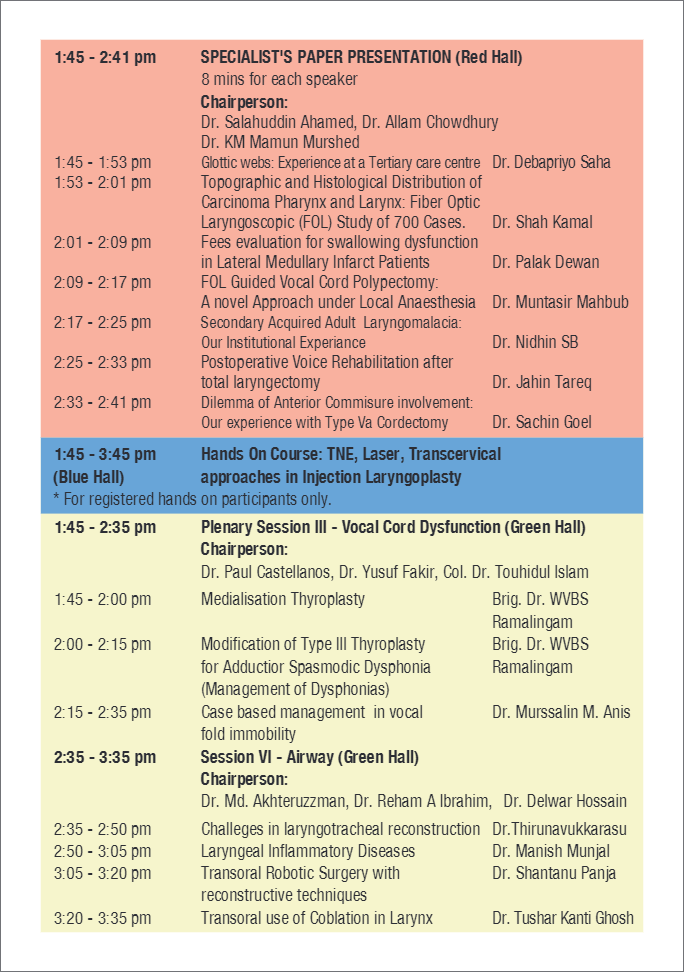 1:45 - 2:41 pm SPECIALIST'S PAPER PRESENTATION (Red Hall)
8 mins for each speaker
Chairperson:
Dr. Salahuddin Ahamed, Dr. Allam Chowdhury
Dr. KM Mamun Murshed
1:45 - 1:53 pm Glottic webs: Experience at a Tertiary care centre Dr. Debapriyo Saha
1:53 - 2:01 pm Topographic and Histological Distribution of
Carcinoma Pharynx and Larynx: Fiber Optic
Laryngoscopic (FOL) Study of 700 Cases. Dr. Shah Kamal
2:01 - 2:09 pm Fees evaluation for swallowing dysfunction
in Lateral Medullary Infarct Patients Dr. Palak Dewan
2:09 - 2:17 pm FOL Guided Vocal Cord Polypectomy:
A novel Approach under Local Anaesthesia Dr. Muntasir Mahbub
2:17 - 2:25 pm Secondary Acquired Adult Laryngomalacia:
Our Institutional Experiance Dr. Nidhin SB
2:25 - 2:33 pm Postoperative Voice Rehabilitation after
total laryngectomy Dr. Jahin Tareq
2:33 - 2:41 pm Dilemma of Anterior Commisure involvement:
Our experience with Type Va Cordectomy Dr. Sachin Goel
1:45 - 3:45 pm Hands On Course: TNE, Laser, Transcervical
(Blue Hall) approaches in Injection Laryngoplasty
* For registered hands on participants only.
1:45 - 2:35 pm Plenary Session III - Vocal Cord Dysfunction (Green Hall)
Chairperson:
Dr. Paul Castellanos, Dr. Yusuf Fakir, Col. Dr. Touhidul Islam
1:45 - 2:00 pm Medialisation Thyroplasty Brig. Dr. WVBS
Ramalingam
2:00 - 2:15 pm Modification of Type III Thyroplasty Brig. Dr. WVBS
for Adductior Spasmodic Dysphonia Ramalingam
(Management of Dysphonias)
2:15 - 2:35 pm Case based management in vocal Dr. Murssalin M. Anis
fold immobility
2:35 - 3:35 pm Session VI - Airway (Green Hall)
Chairperson:
Dr. Md. Akhteruzzman, Dr. Reham A Ibrahim, Dr. Delwar Hossain
2:35 - 2:50 pm Challeges in laryngotracheal reconstruction Dr.Thirunavukkarasu
2:50 - 3:05 pm Laryngeal Inflammatory Diseases Dr. Manish Munjal
3:05 - 3:20 pm Transoral Robotic Surgery with Dr. Shantanu Panja
reconstructive techniques
3:20 - 3:35 pm Transoral use of Coblation in Larynx Dr. Tushar Kanti Ghosh